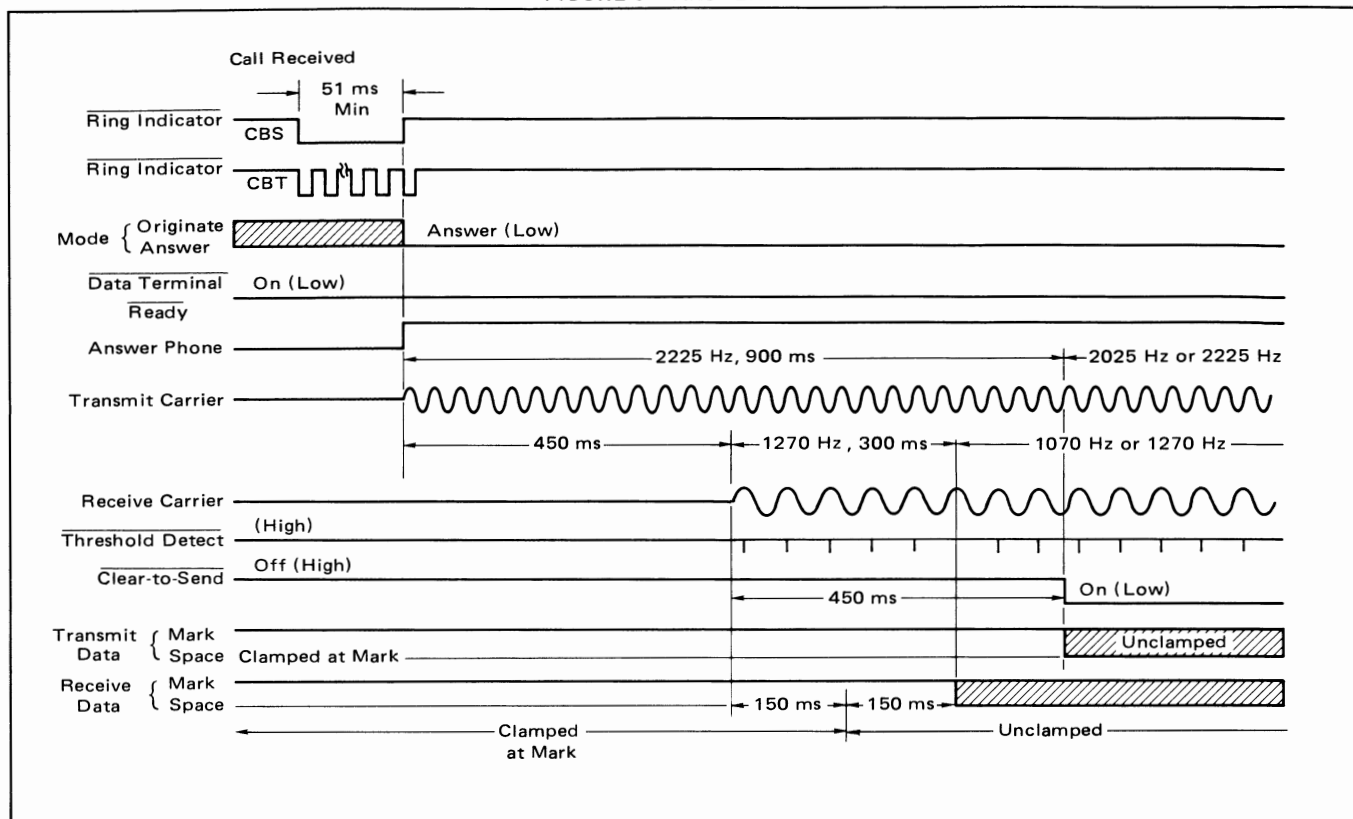 Call Received
51 ms
Min
Ring Indicator
CBS
Ring Indicator
CBT
Mode { Originate
Answer
Answer (Low)
Data Terminal
Ready
On (Low)
Answer Phone
2225 Hz, 900 ms
2025 Hz or 2225 Hz
Transmit Carrier
450 ms
1270 Hz , 300 ms
1070 Hz or 1270 Hz
Receive Carrier
(High)
Threshold Detect
Off (High)
Clear-to-Send
On (Low)
450 ms
Transmit { Mark
Data Space
Clamped at Mark
Unclamped
Receive { Mark
Data Space
150 ms
150 ms
Clamped
at Mark
Unclamped